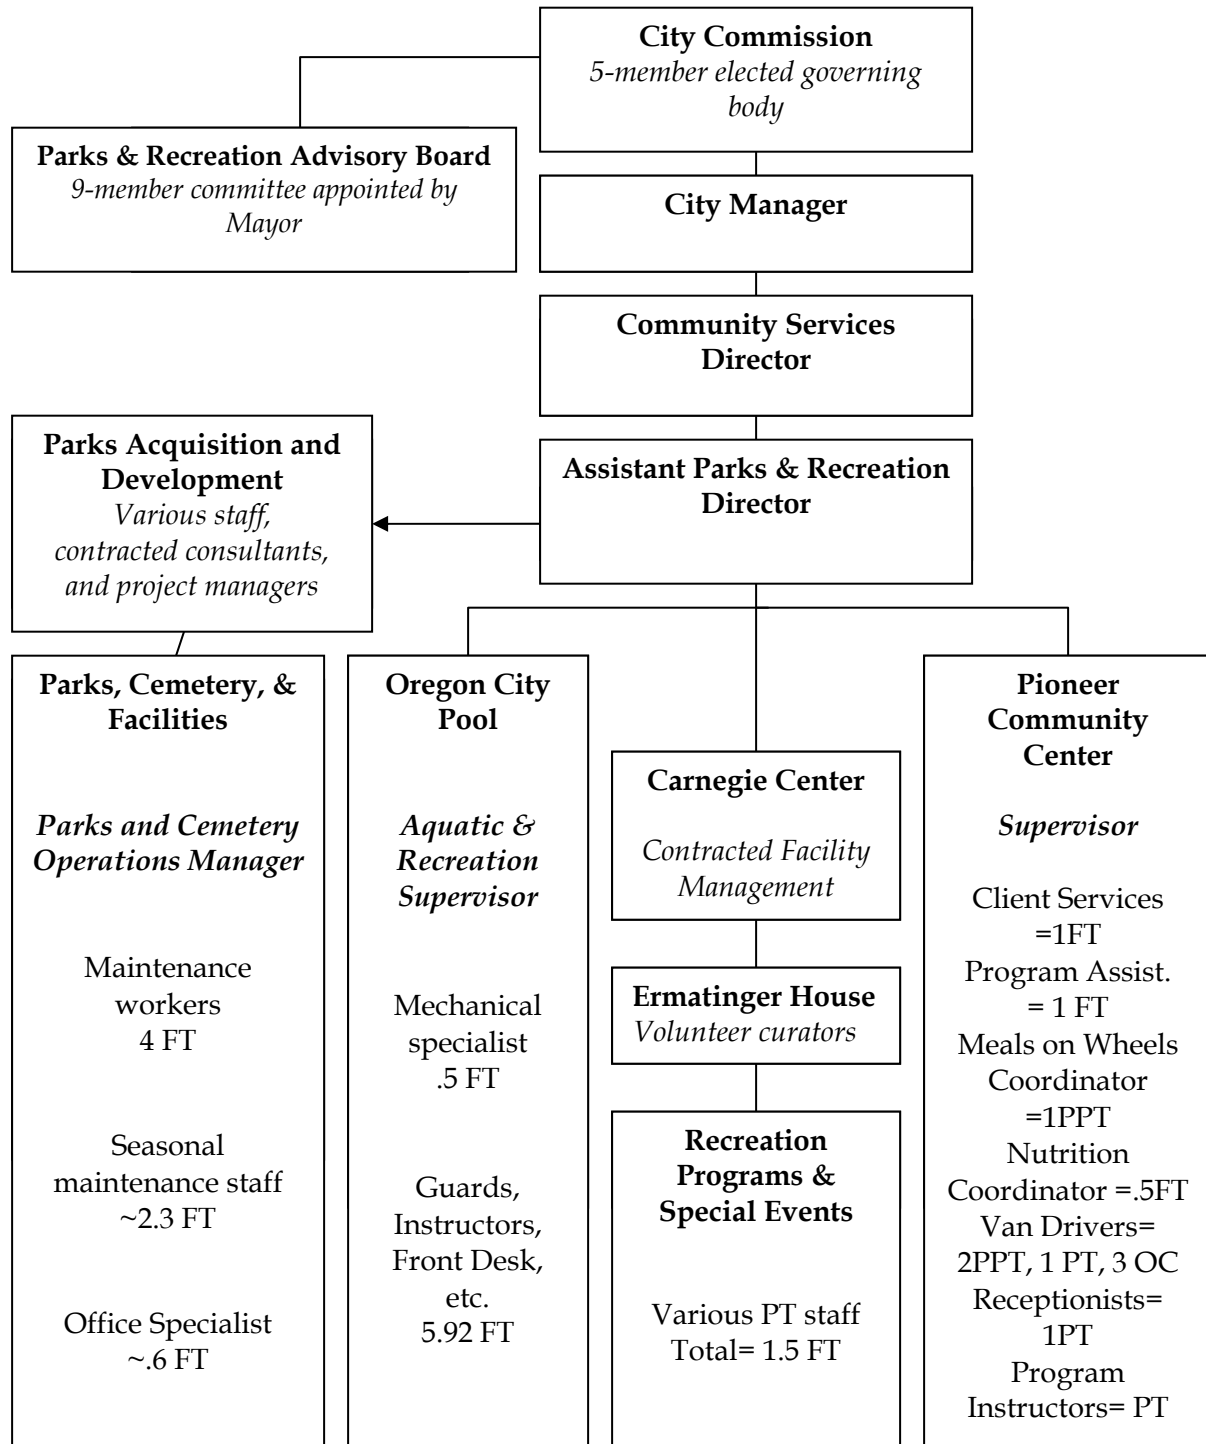 City Commission
5-member elected governing
body
Parks & Recreation Advisory Board
9-member committee appointed by
Mayor
City Manager
Community Services
Director
Parks Acquisition and
Development
Various staff,
contracted consultants,
and project managers
Assistant Parks & Recreation
Director
Parks, Cemetery, &
Facilities
Parks and Cemetery
Operations Manager
Maintenance
workers
4 FT
Seasonal
maintenance staff
~2.3 FT
Office Specialist
~.6 FT
Oregon City
Pool
Aquatic &
Recreation
Supervisor
Mechanical
specialist
.5 FT
Guards,
Instructors,
Front Desk,
etc.
5.92 FT
Carnegie Center
Contracted Facility
Management
Ermatinger House
Volunteer curators
Recreation
Programs &
Special Events
Various PT staff
Total= 1.5 FT
Pioneer
Community
Center
Supervisor
Client Services
=1FT
Program Assist.
= 1 FT
Meals on Wheels
Coordinator
=1PPT
Nutrition
Coordinator =.5FT
Van Drivers=
2PPT, 1 PT, 3 OC
Receptionists=
1PT
Program
Instructors= PT